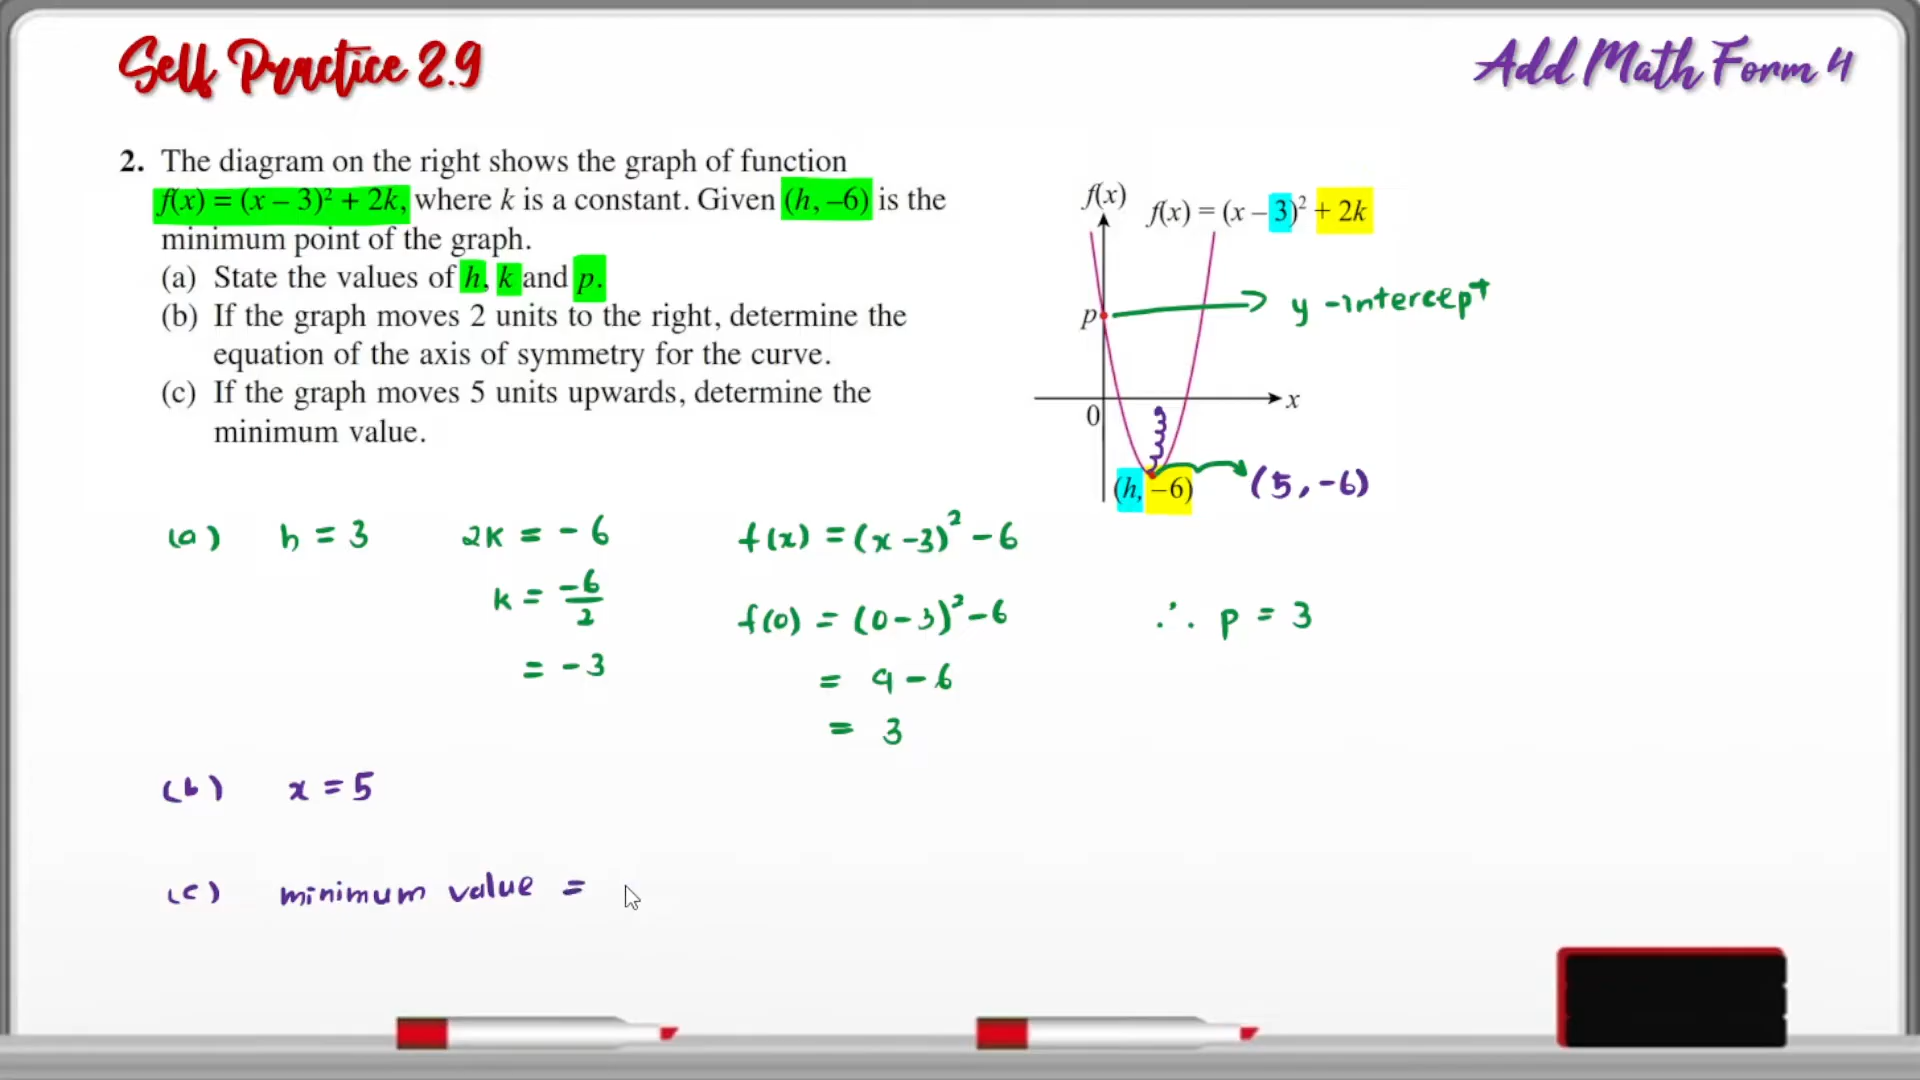 Self Practice 2.9
Add Math Form 4
2. The diagram on the right shows the graph of function
f(x) = (x – 3)² + 2k, where k is a constant. Given (h, –6) is the
minimum point of the graph.
(a) State the values of h, k and p.
(b) If the graph moves 2 units to the right, determine the
equation of the axis of symmetry for the curve.
(c) If the graph moves 5 units upwards, determine the
minimum value.
f(x)
f(x) = (x – 3)² + 2k
p
y -intercept
0
x
(h, –6)
(5, -6)
(a) h = 3
2k = -6
k = -6/2
= -3
f(x) = (x -3)² - 6
f(0) = (0 - 3)² - 6
= 9 - 6
= 3
∴ p = 3
(b) x = 5
(c) minimum value =